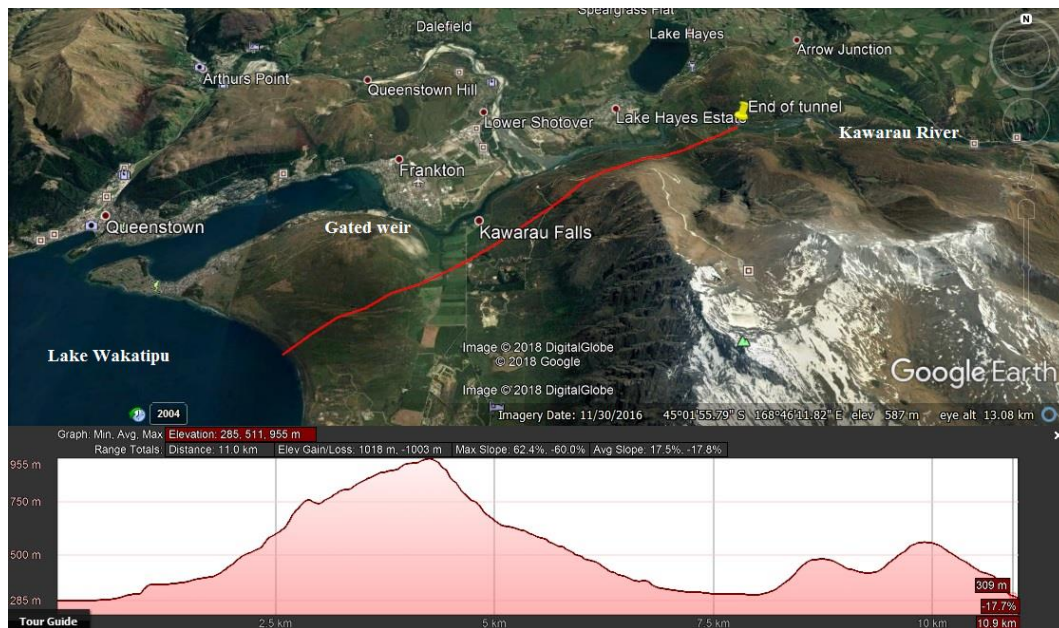 Speargrass Flat
Dalefield
Lake Hayes
N
Arrow Junction
Arthurs Point
Queenstown Hill
End of tunnel
Lower Shotover
Lake Hayes Estate
Kawarau River
Frankton
Queenstown
Gated weir
Kawarau Falls
Lake Wakatipu
Image © 2018 DigitalGlobe
© 2018 Google
Image © 2018 DigitalGlobe
Google Earth
2004
Imagery Date: 11/30/2016 45°01'55.79" S 168°46'11.82" E elev 587 m eye alt 13.08 km
Graph: Min, Avg, Max Elevation: 285, 511, 955 m
Range Totals: Distance: 11.0 km Elev Gain/Loss: 1018 m, -1003 m Max Slope: 62.4%, -60.0% Avg Slope: 17.5%, -17.8%
955 m
750 m
500 m
285 m
309 m
-17.7%
Tour Guide
2.5 km
5 km
7.5 km
10 km
10.9 km